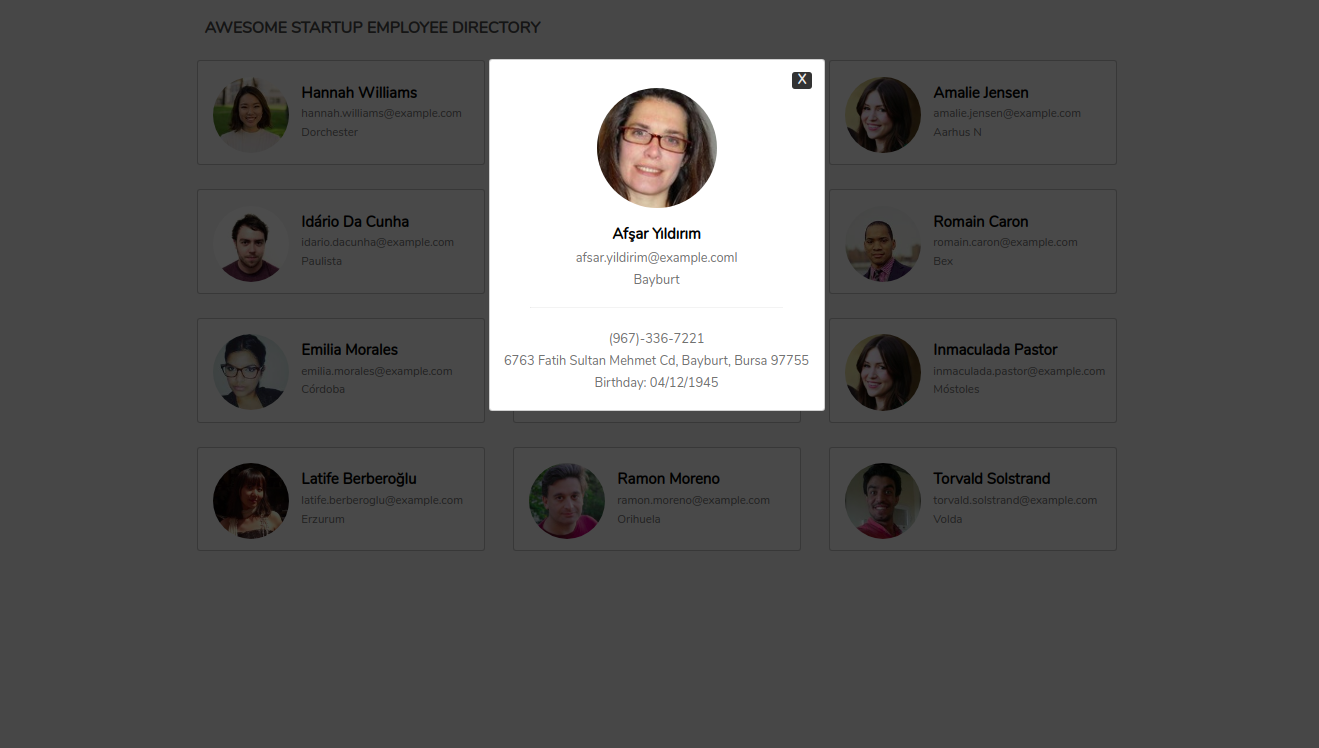 AWESOME STARTUP EMPLOYEE DIRECTORY
Hannah Williams
hannah.williams@example.com
Dorchester
X
Afşar Yıldırım
afsar.yildirim@example.coml
Bayburt
(967)-336-7221
6763 Fatih Sultan Mehmet Cd, Bayburt, Bursa 97755
Birthday: 04/12/1945
Amalie Jensen
amalie.jensen@example.com
Aarhus N
Idário Da Cunha
idario.dacunha@example.com
Paulista
Romain Caron
romain.caron@example.com
Bex
Emilia Morales
emilia.morales@example.com
Córdoba
Inmaculada Pastor
inmaculada.pastor@example.com
Móstoles
Latife Berberoğlu
latife.berberoglu@example.com
Erzurum
Ramon Moreno
ramon.moreno@example.com
Orihuela
Torvald Solstrand
torvald.solstrand@example.com
Volda